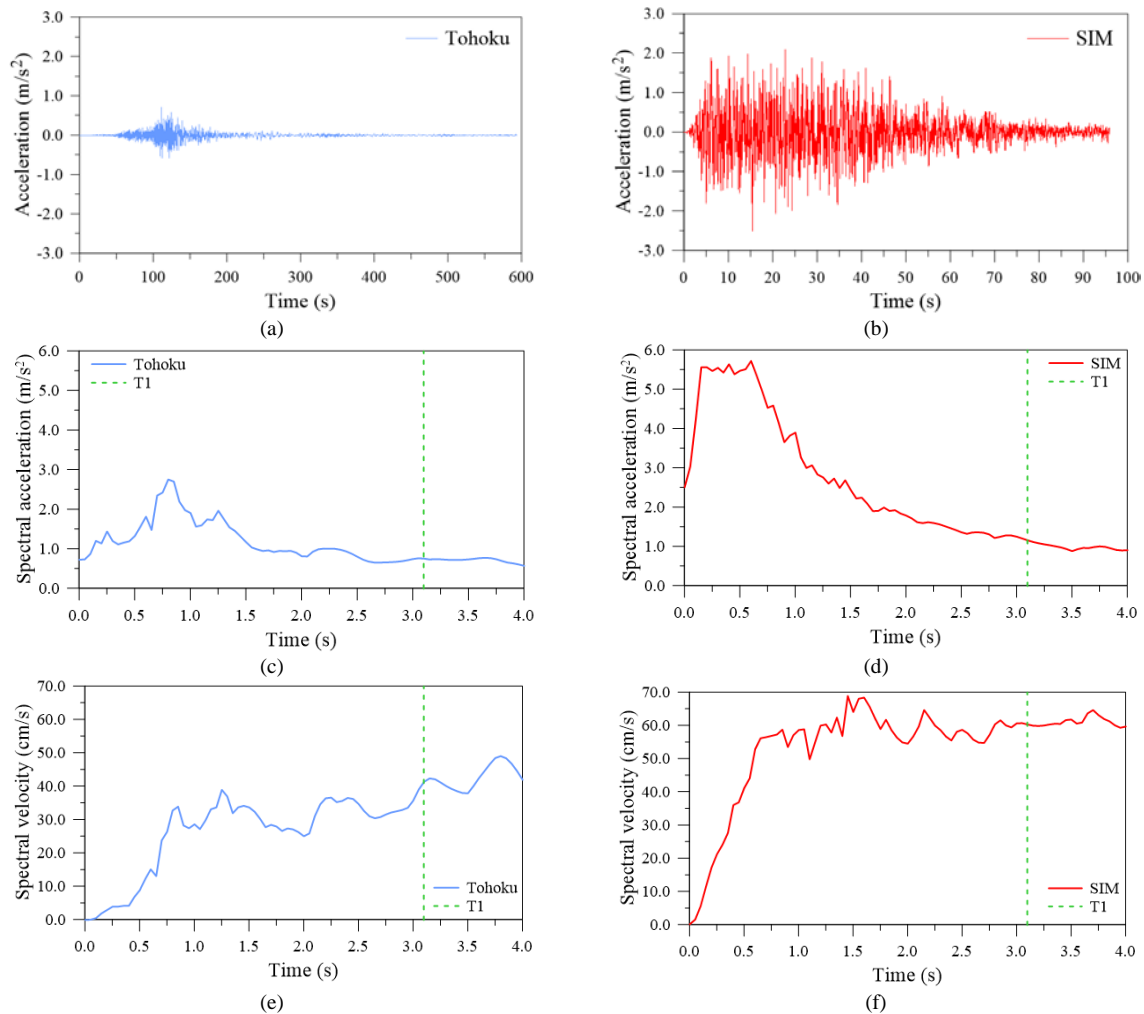 3.0
2.0
1.0
0.0
-1.0
-2.0
-3.0
Acceleration (m/s²)
Tohoku
0 100 200 300 400 500 600
Time (s)
(a)
3.0
2.0
1.0
0.0
-1.0
-2.0
-3.0
Acceleration (m/s²)
SIM
0 10 20 30 40 50 60 70 80 90 100
Time (s)
(b)
6.0
5.0
4.0
3.0
2.0
1.0
0.0
Spectral acceleration (m/s²)
Tohoku
T1
0.0 0.5 1.0 1.5 2.0 2.5 3.0 3.5 4.0
Time (s)
(c)
6.0
5.0
4.0
3.0
2.0
1.0
0.0
Spectral acceleration (m/s²)
SIM
T1
0.0 0.5 1.0 1.5 2.0 2.5 3.0 3.5 4.0
Time (s)
(d)
70.0
60.0
50.0
40.0
30.0
20.0
10.0
0.0
Spectral velocity (cm/s)
Tohoku
T1
0.0 0.5 1.0 1.5 2.0 2.5 3.0 3.5 4.0
Time (s)
(e)
70.0
60.0
50.0
40.0
30.0
20.0
10.0
0.0
Spectral velocity (cm/s)
SIM
T1
0.0 0.5 1.0 1.5 2.0 2.5 3.0 3.5 4.0
Time (s)
(f)